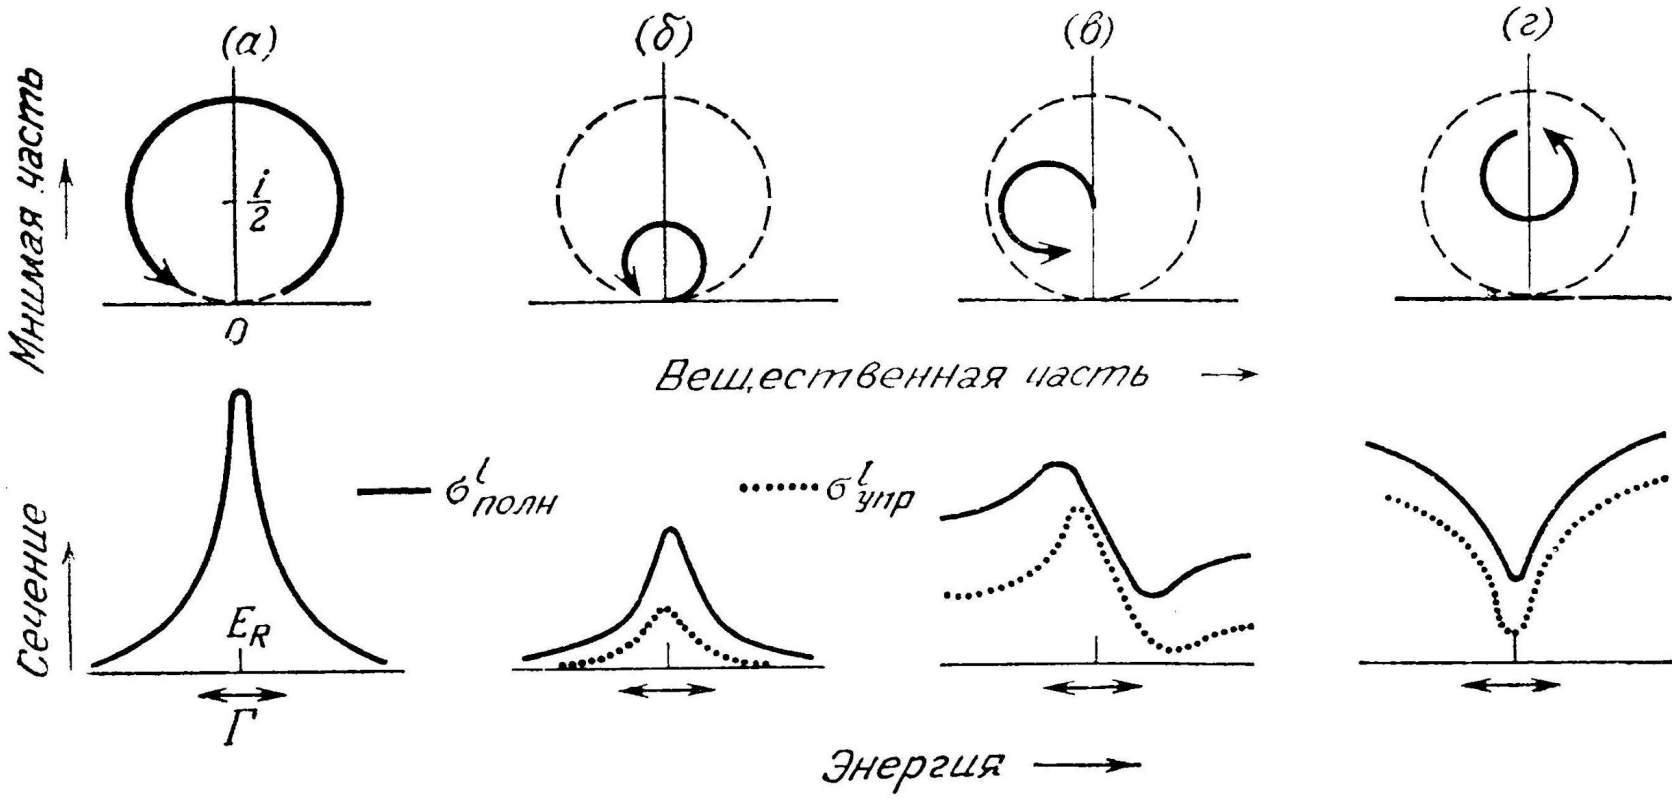 (а) (б) (в) (г)
Мнимая часть
i/2
0
Вещественная часть
σ^l_полн σ^l_упр
Сечение
E_R
Г
Энергия